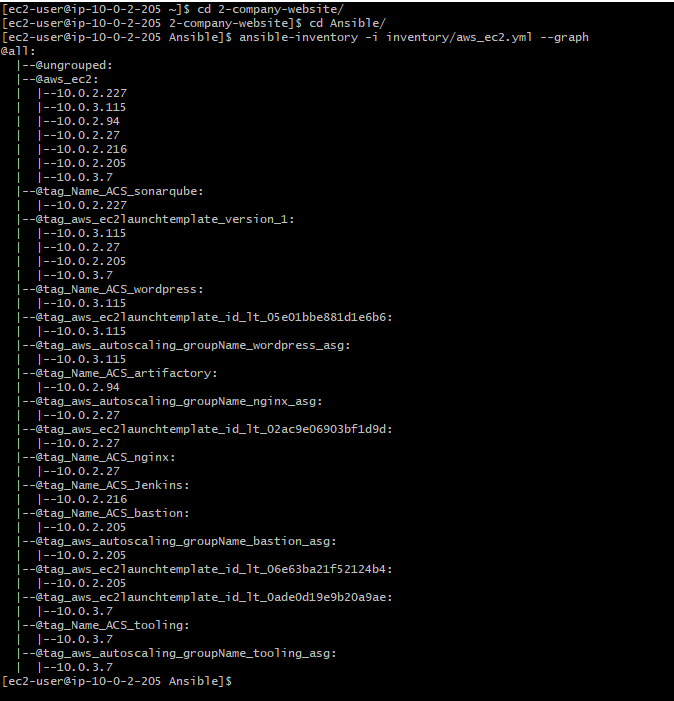 [ec2-user@ip-10-0-2-205 ~]$ cd 2-company-website/
[ec2-user@ip-10-0-2-205 2-company-website]$ cd Ansible/
[ec2-user@ip-10-0-2-205 Ansible]$ ansible-inventory -i inventory/aws_ec2.yml --graph
@all:
  |--@ungrouped:
  |--@aws_ec2:
  |  |--10.0.2.227
  |  |--10.0.3.115
  |  |--10.0.2.94
  |  |--10.0.2.27
  |  |--10.0.2.216
  |  |--10.0.2.205
  |  |--10.0.3.7
  |--@tag_Name_ACS_sonarqube:
  |  |--10.0.2.227
  |--@tag_aws_ec2launchtemplate_version_1:
  |  |--10.0.3.115
  |  |--10.0.2.27
  |  |--10.0.2.205
  |  |--10.0.3.7
  |--@tag_Name_ACS_wordpress:
  |  |--10.0.3.115
  |--@tag_aws_ec2launchtemplate_id_lt_05e01bbe881d1e6b6:
  |  |--10.0.3.115
  |--@tag_aws_autoscaling_groupName_wordpress_asg:
  |  |--10.0.3.115
  |--@tag_Name_ACS_artifactory:
  |  |--10.0.2.94
  |--@tag_aws_autoscaling_groupName_nginx_asg:
  |  |--10.0.2.27
  |--@tag_aws_ec2launchtemplate_id_lt_02ac9e06903bf1d9d:
  |  |--10.0.2.27
  |--@tag_Name_ACS_nginx:
  |  |--10.0.2.27
  |--@tag_Name_ACS_Jenkins:
  |  |--10.0.2.216
  |--@tag_Name_ACS_bastion:
  |  |--10.0.2.205
  |--@tag_aws_autoscaling_groupName_bastion_asg:
  |  |--10.0.2.205
  |--@tag_aws_ec2launchtemplate_id_lt_06e63ba21f52124b4:
  |  |--10.0.2.205
  |--@tag_aws_ec2launchtemplate_id_lt_0ade0d19e9b20a9ae:
  |  |--10.0.3.7
  |--@tag_Name_ACS_tooling:
  |  |--10.0.3.7
  |--@tag_aws_autoscaling_groupName_tooling_asg:
  |  |--10.0.3.7
[ec2-user@ip-10-0-2-205 Ansible]$